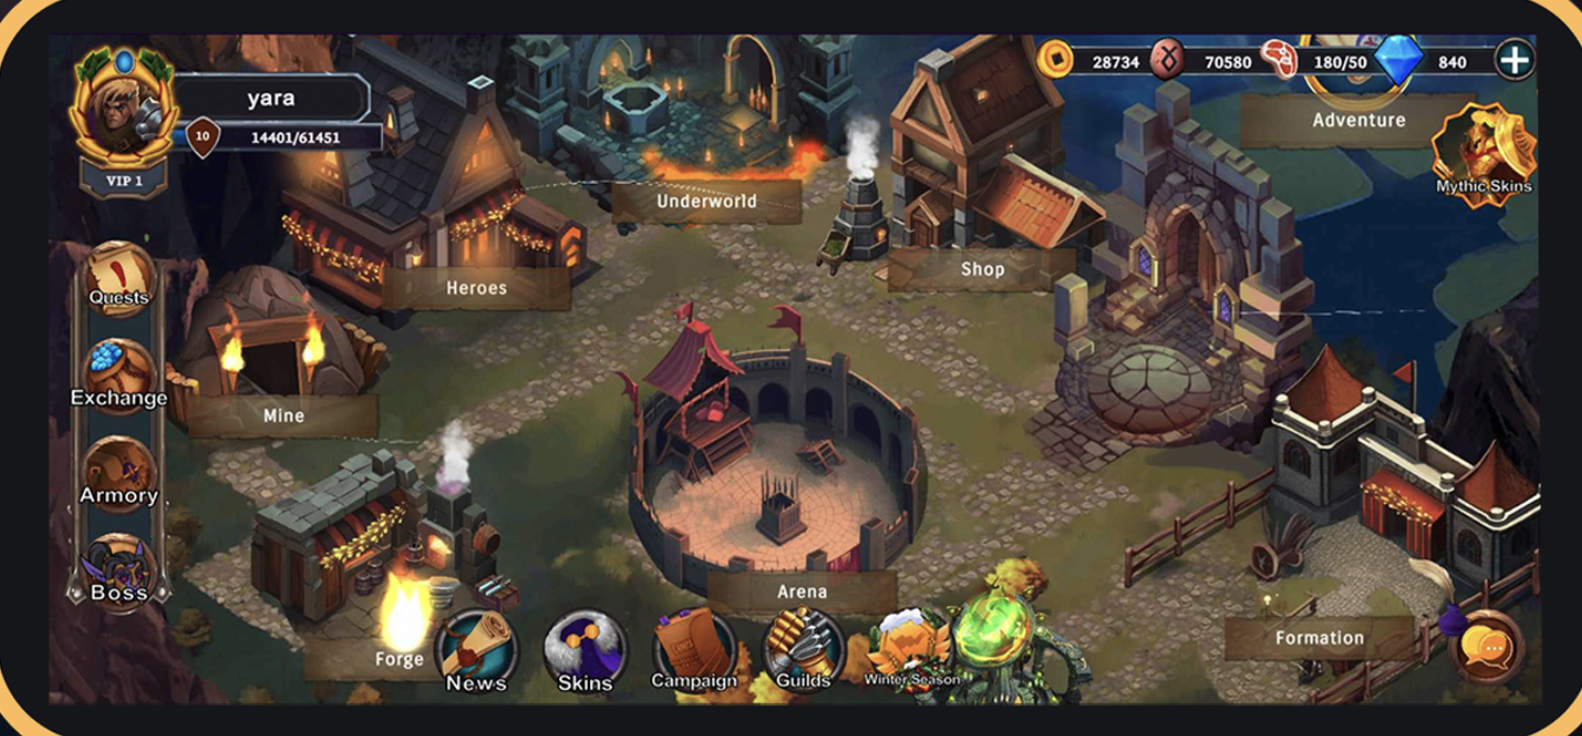 yara
10
14401/61451
VIP 1
28734
70580
180/50
840
Adventure
Mythic Skins
Underworld
Shop
Heroes
Quests
Exchange
Mine
Armory
Boss
Arena
Forge
News
Skins
Campaign
Guilds
Winter Season
Formation